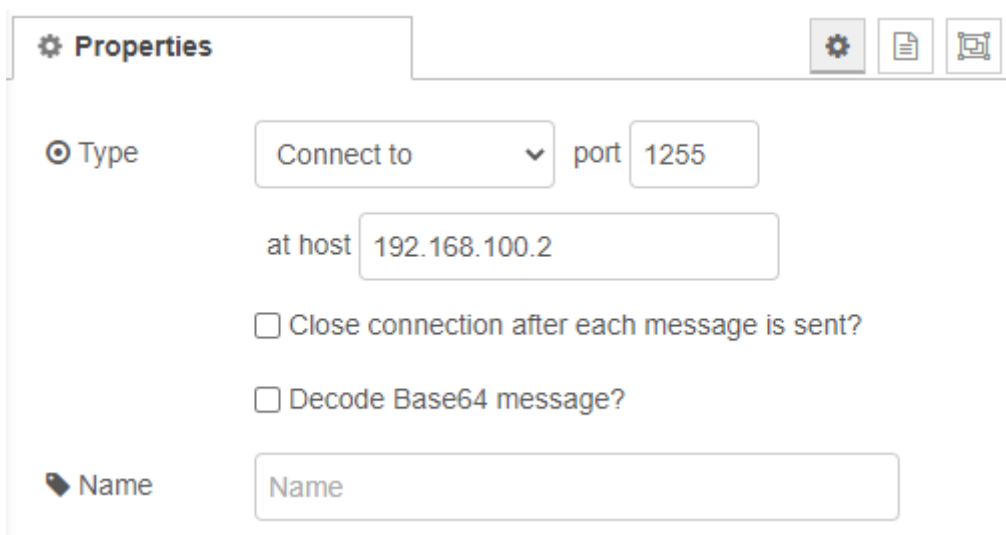 Properties
Type Connect to port 1255
at host 192.168.100.2
Close connection after each message is sent?
Decode Base64 message?
Name Name